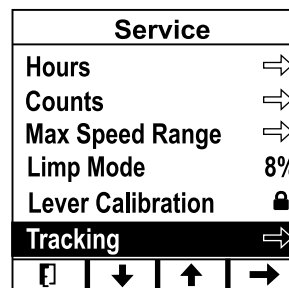 Service
Hours
Counts
Max Speed Range
Limp Mode 8%
Lever Calibration
Tracking